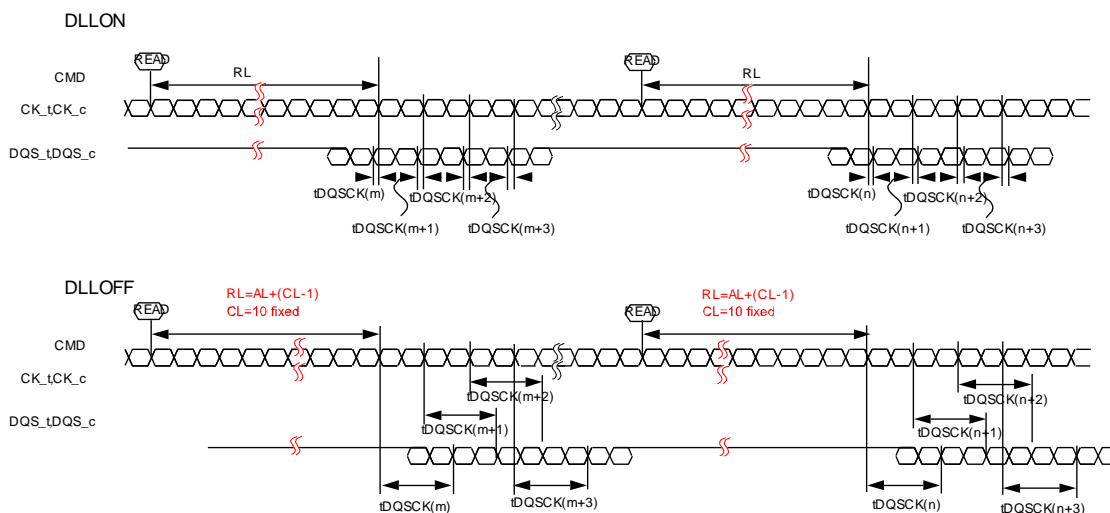 DLLON
READ READ
RL RL
CMD
CK_t,CK_c
DQS_t,DQS_c
tDQSCK(m) tDQSCK(m+2) tDQSCK(n) tDQSCK(n+2)
tDQSCK(m+1) tDQSCK(m+3) tDQSCK(n+1) tDQSCK(n+3)
DLLOFF
RL=AL+(CL-1) RL=AL+(CL-1)
READ CL=10 fixed READ CL=10 fixed
CMD
CK_t,CK_c
tDQSCK(m+2) tDQSCK(n+2)
DQS_t,DQS_c
tDQSCK(m+1) tDQSCK(n+1)
tDQSCK(m) tDQSCK(m+3) tDQSCK(n) tDQSCK(n+3)